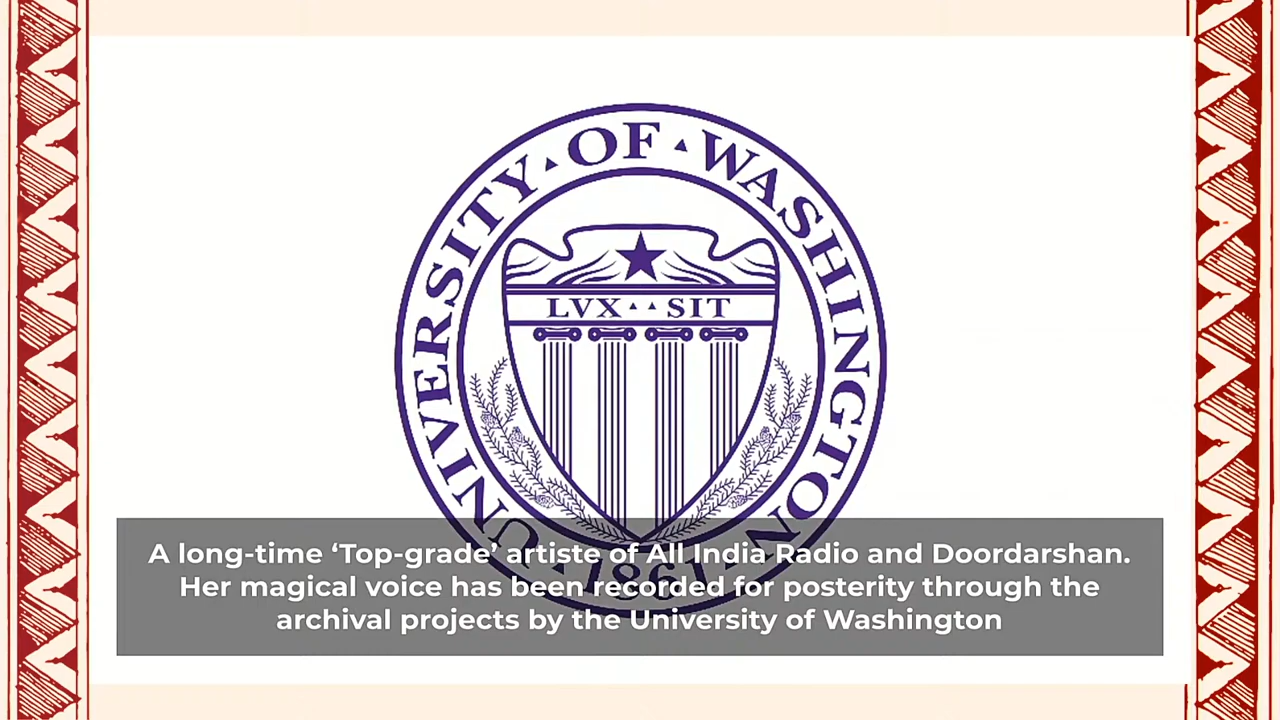 UNIVERSITY ▲ OF ▲ WASHINGTON
LVX ▲ ▲ SIT
1861
A long-time ‘Top-grade’ artiste of All India Radio and Doordarshan.
Her magical voice has been recorded for posterity through the
archival projects by the University of Washington